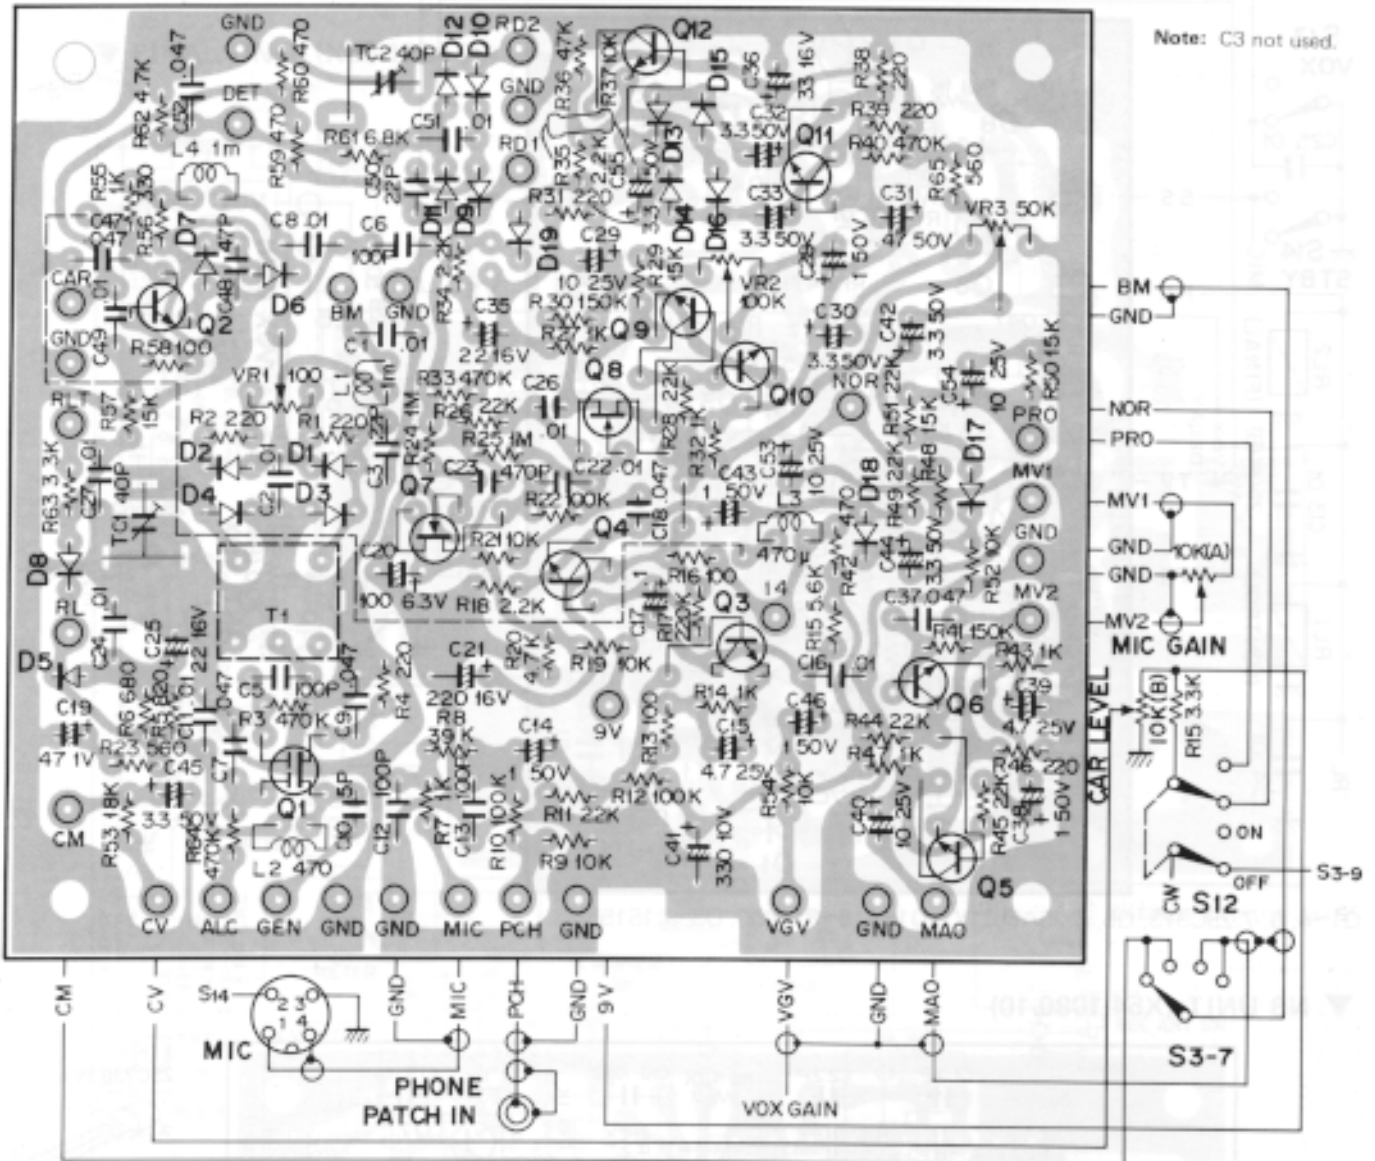 Note: C3 not used.
GND
R60 470
TC2 40P
D12
D10
RD2
R36 47K
R37 10K
Q12
D15
C36
33 16V
R38
220
R62 4.7K
C52 .047
DET
R59 470
R61 6.8K
C51
.01
GND
RD1
R35
2.2K
C55
3.3 50V
D13
C32
3.3 50V
Q11
R39 220
R40 470K
R65
560
L4 1m
R55
1K
R56 330
D7
C50
22P
D11
D9
R31 220
D14
D16
C33
3.3 50V
C31
47 50V
VR3 50K
C47
.047
C48
47P
C8 .01
C6
100P
R34 2.2K
D19
C29
10 25V
R29
15K
VR2
100K
C28
1 50V
CAR
C49
.01
Q2
D6
BM
GND
C35
22 16V
R30 150K
R27 1K
Q9
C30
3.3 50V
C42
3.3 50V
GND
R58 100
C1
.01
L1
1m
Q8
Q10
NOR
C54
10 25V
R50 15K
RLT
R57
15K
VR1
100
R33 470K
R26 22K
R25 1M
C26
.01
R28 22K
R32 1K
R51 22K
R48 15K
PRO
R2 220
R1 220
C3 22P
R24 1M
C23
470P
C22 .01
C43
1 50V
C53
10 25V
D17
MV1
R63 3.3K
C27 .01
TC1 40P
D2
D1
D4
C2 .01
D3
Q7
R22 100K
C18 .047
L3
470μ
R49 22K
D18
GND
D8
C20
100 6.3V
R21 10K
R18 2.2K
Q4
R16 100
R42 470
C44
3.3 50V
R52 10K
RL
C24 .01
C25
22 16V
T1
C17 .1
R17
220K
Q3
14
R15 5.6K
C37 .047
R41 150K
MV2
D5
C19
47 1V
R6 680
R3 820
C11 .01
C7 .047
C5
100P
R3
470K
C9 .047
R4 220
C21
220 16V
R20
4.7K
R19 10K
R14 1K
C16
.01
Q6
R43 1K
C39
4.7 25V
R23 560
C45
33 50V
R8
39K
C14
1 50V
9V
R13 100
C15
4.7 25V
C46
1 50V
R44 22K
R47 1K
R46 220
CM
R53 18K
R64
470K
Q1
C10 5P
C12 100P
R7 1K
C13 100P
R10 100K
R12 100K
R11 22K
R9 10K
C41
330 10V
R54
10K
C40
10 25V
R45 22K
C38
1 50V
L2 470
Q5
CV
ALC
GEN
GND
GND
MIC
PCH
GND
VGV
GND
MAO
BM
GND
NOR
PRO
MV1
GND
GND
10K(A)
MV2
MIC GAIN
CAR LEVEL
10K(B)
R15 3.3K
ON
OFF
S3-9
CW
S12
S3-7
CM
CV
S14
2 3
1 4
MIC
GND
MIC
PCH
GND
9V
VGV
GND
MAO
PHONE
PATCH IN
VOX GAIN